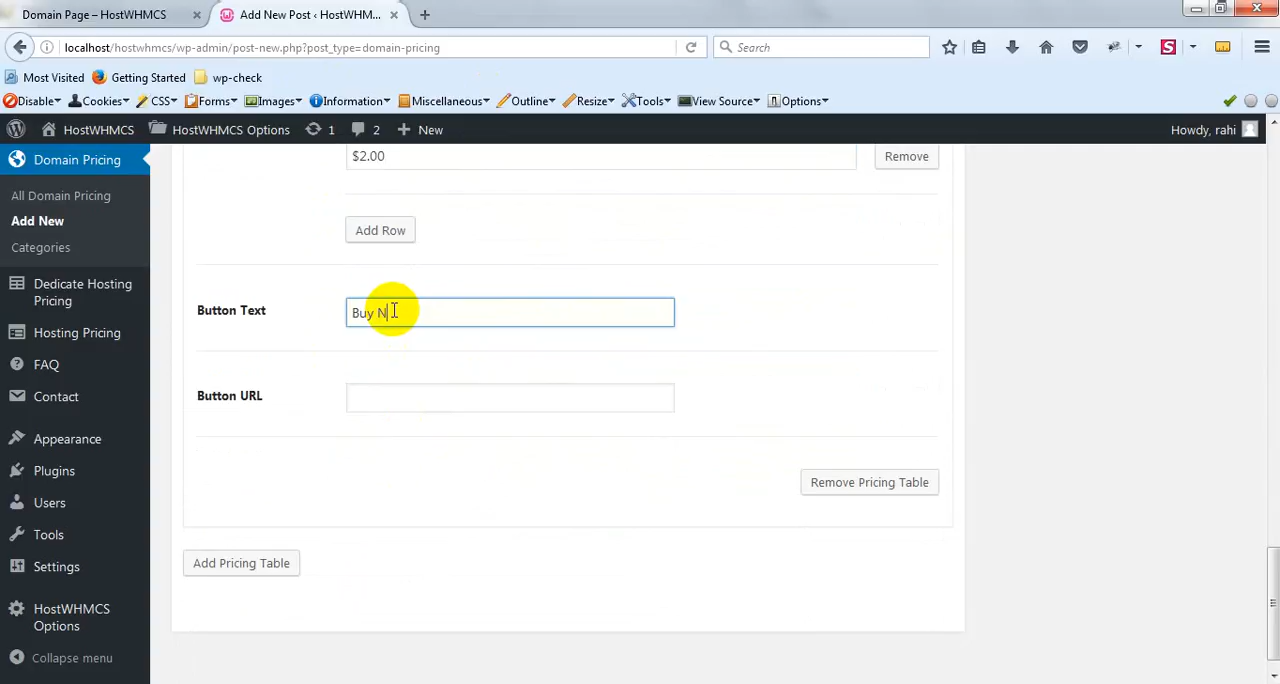 Domain Page – HostWHMCS
Add New Post ‹ HostWHM...
localhost/hostwhmcs/wp-admin/post-new.php?post_type=domain-pricing
Search
S
Most Visited Getting Started wp-check
Disable Cookies CSS Forms Images Information Miscellaneous Outline Resize Tools View Source Options
HostWHMCS HostWHMCS Options 1 2 New Howdy, rahi
Domain Pricing
All Domain Pricing
Add New
Categories
Dedicate Hosting
Pricing
Hosting Pricing
FAQ
Contact
Appearance
Plugins
Users
Tools
Settings
HostWHMCS
Options
Collapse menu
$2.00 Remove
Add Row
Button Text Buy N
Button URL
Remove Pricing Table
Add Pricing Table